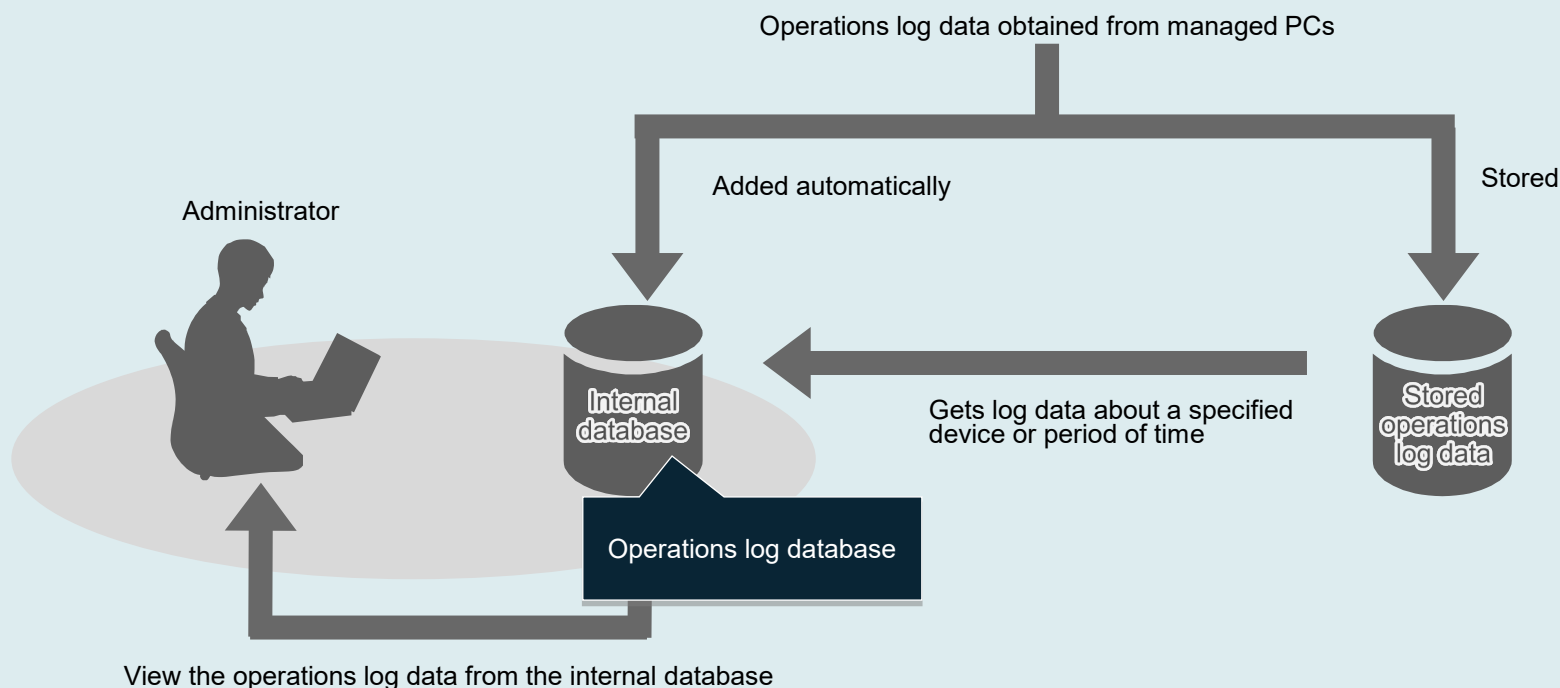 Operations log data obtained from managed PCs
Added automatically
Stored
Administrator
Internal
database
Gets log data about a specified
device or period of time
Stored
operations
log data
Operations log database
View the operations log data from the internal database